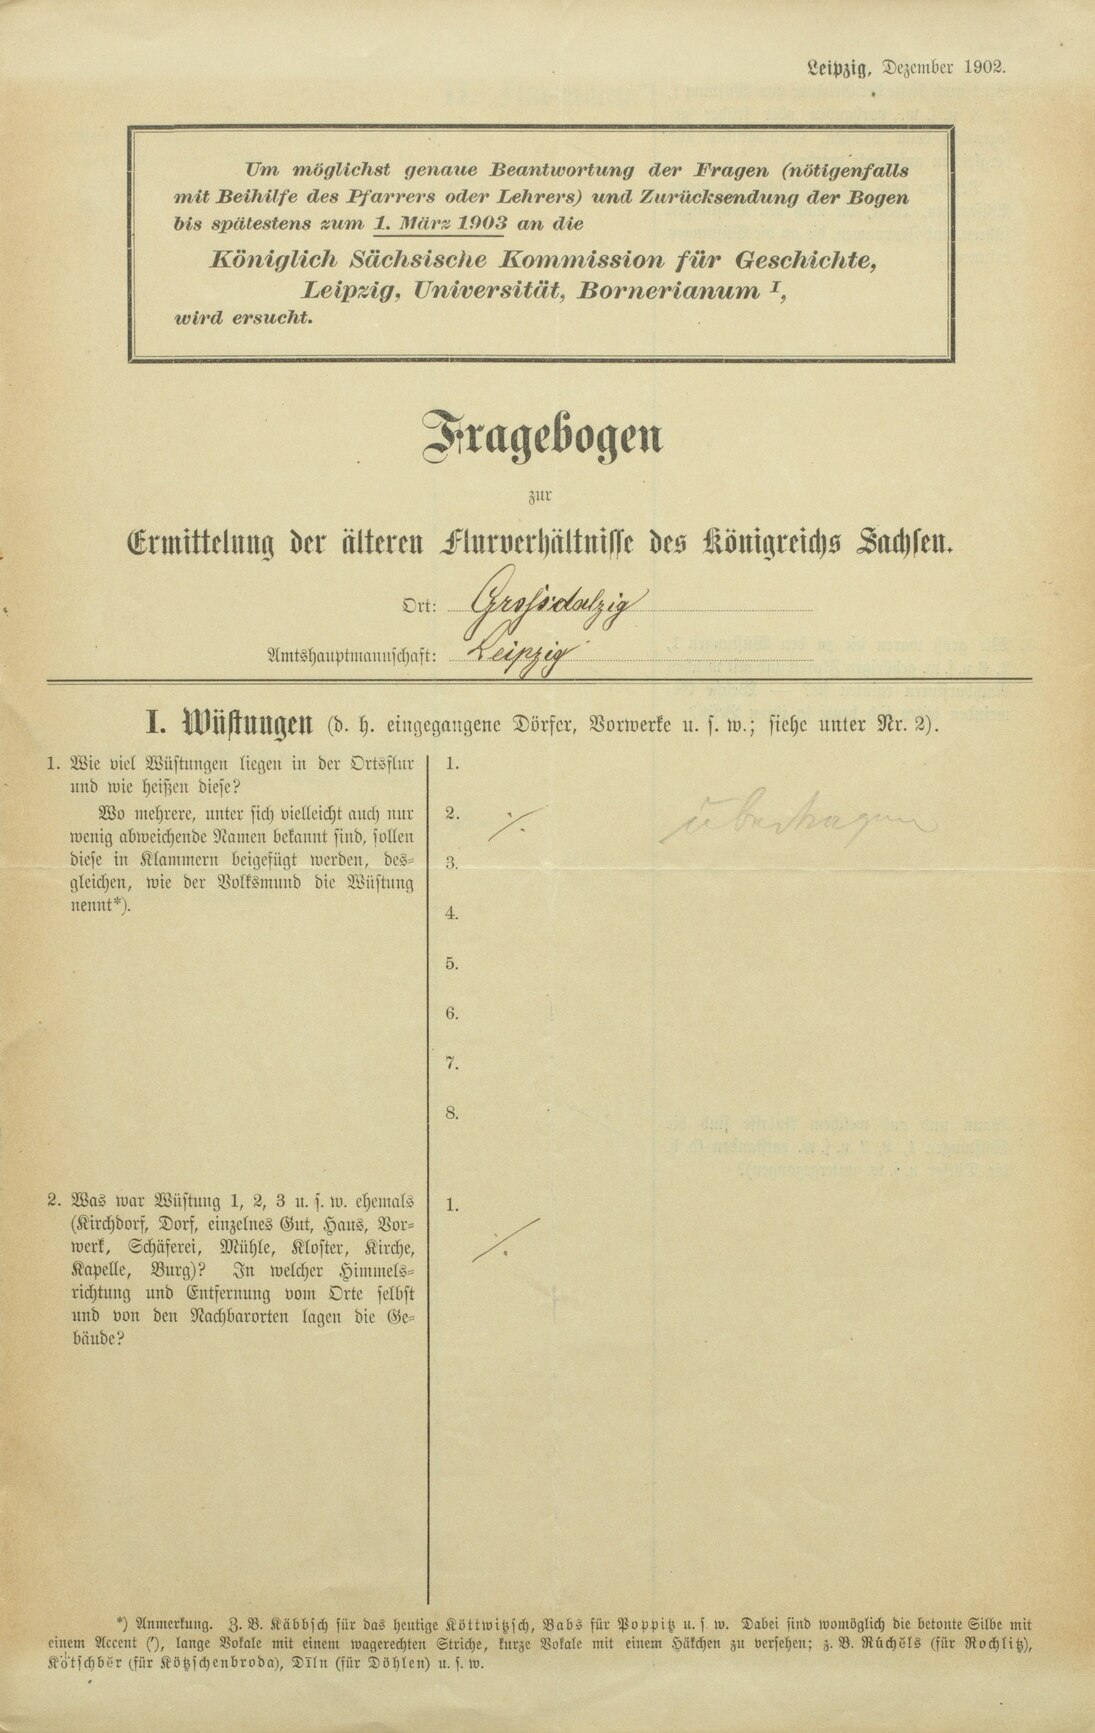 Leipzig, Dezember 1902.
Um möglichst genaue Beantwortung der Fragen (nötigenfalls
mit Beihilfe des Pfarrers oder Lehrers) und Zurücksendung der Bogen
bis spätestens zum 1. März 1903 an die
Königlich Sächsische Kommission für Geschichte,
Leipzig, Universität, Bornerianum I,
wird ersucht.
Fragebogen
zur
Ermittelung der älteren Flurverhältnisse des Königreichs Sachsen.
Ort: Grossdalzig
Amtshauptmannschaft: Leipzig
I. Wüstungen (d. h. eingegangene Dörfer, Vorwerke u. s. w.; siehe unter Nr. 2).
1. Wie viel Wüstungen liegen in der Ortsflur
und wie heißen diese?
Wo mehrere, unter sich vielleicht auch nur
wenig abweichende Namen bekannt sind, sollen
diese in Klammern beigefügt werden, des=
gleichen, wie der Volksmund die Wüstung
nennt*).
1.
2. ·/. übertragen
3.
4.
5.
6.
7.
8.
2. Was war Wüstung 1, 2, 3 u. s. w. ehemals
(Kirchdorf, Dorf, einzelnes Gut, Haus, Vor=
werk, Schäferei, Mühle, Kloster, Kirche,
Kapelle, Burg)? In welcher Himmels=
richtung und Entfernung vom Orte selbst
und von den Nachbarorten lagen die Ge=
bäude?
1.
·/.
*) Anmerkung. Z. B. Käbbsch für das heutige Köttwitzsch, Babs für Poppitz u. s. w. Dabei sind womöglich die betonte Silbe mit
einem Accent (′), lange Vokale mit einem wagerechten Striche, kurze Vokale mit einem Häkchen zu versehen; z. B. Rúchĕls (für Rochlitz),
Kötschbĕr (für Kötzschenbroda), Dīln (für Döhlen) u. s. w.